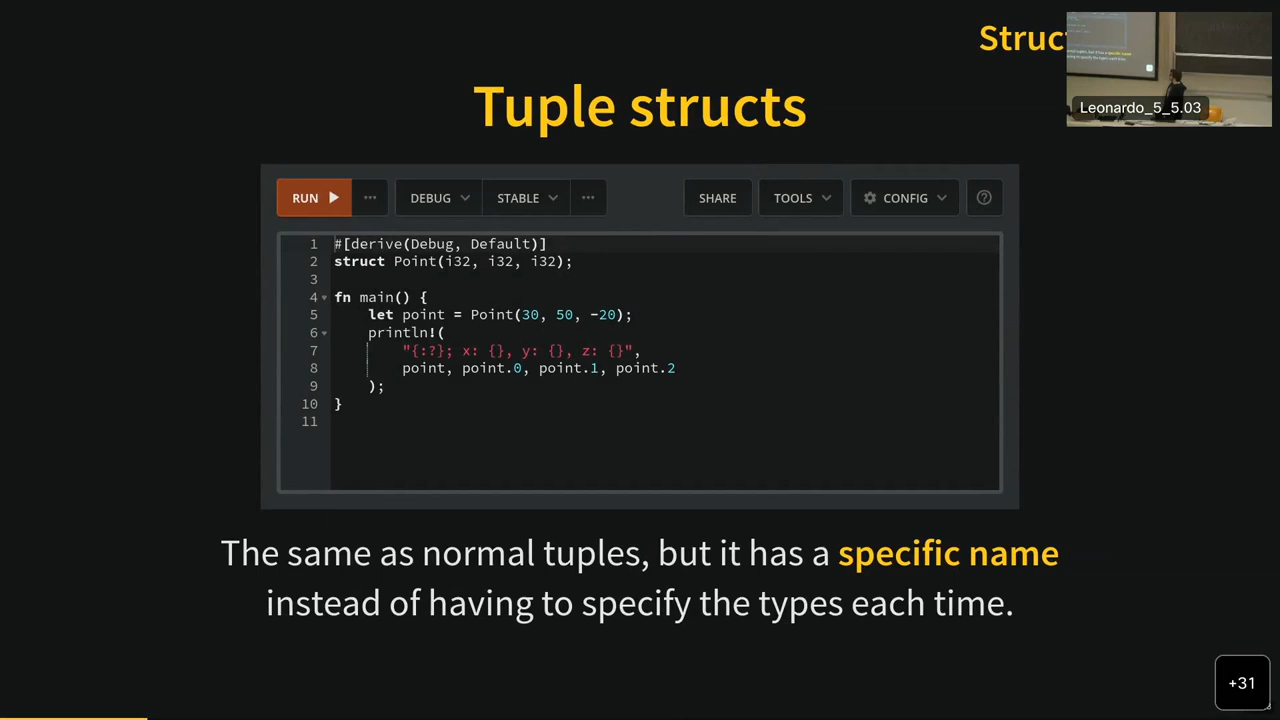 Struc
Tuple structs
RUN ▶ ··· DEBUG STABLE ··· SHARE TOOLS CONFIG ?
1 #[derive(Debug, Default)]
2 struct Point(i32, i32, i32);
3
4 fn main() {
5 let point = Point(30, 50, -20);
6 println!(
7 "{:?}; x: {}, y: {}, z: {}",
8 point, point.0, point.1, point.2
9 );
10 }
11
The same as normal tuples, but it has a specific name
instead of having to specify the types each time.
Leonardo_5_5.03
+31